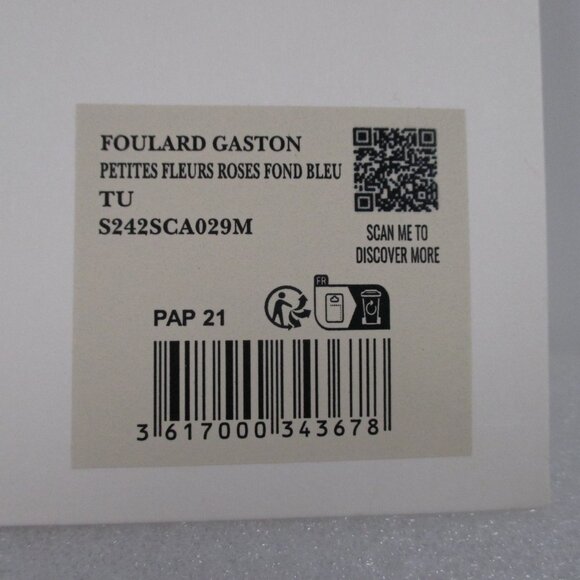 FOULARD GASTON
PETITES FLEURS ROSES FOND BLEU
TU
S242SCA029M
SCAN ME TO
DISCOVER MORE
FR
PAP 21
3 617000 343678